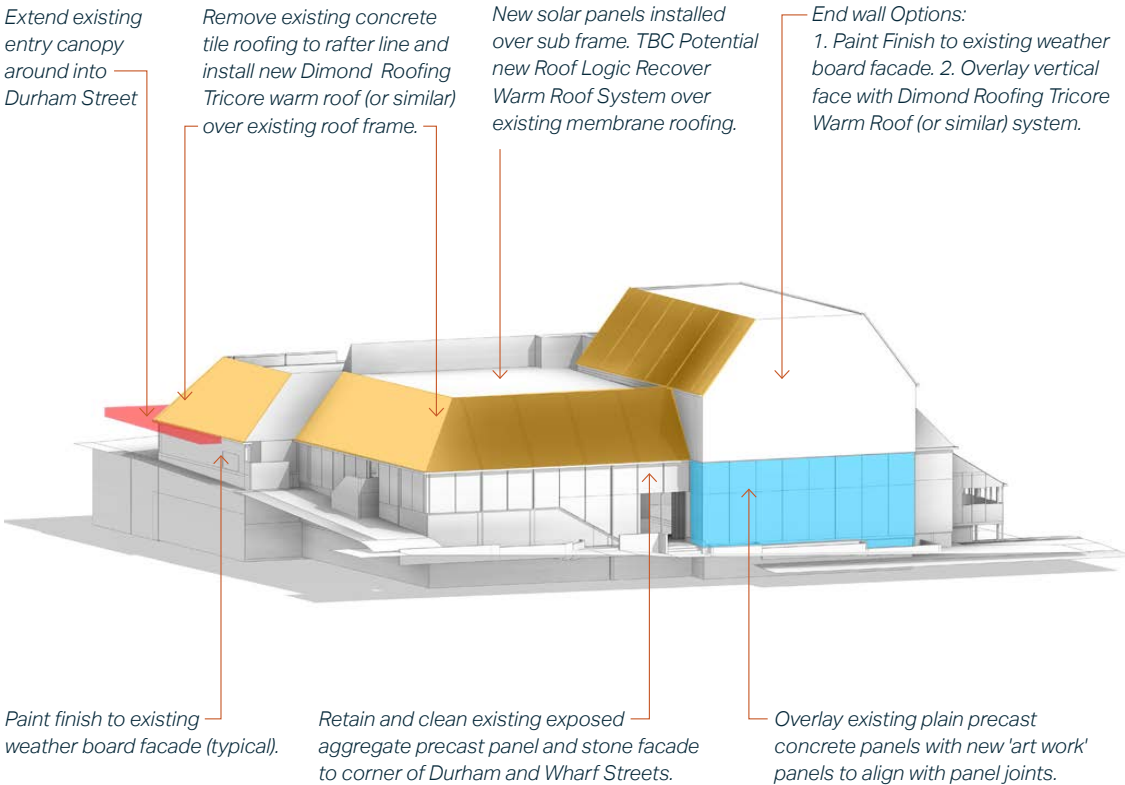 Extend existing
entry canopy
around into
Durham Street
Remove existing concrete
tile roofing to rafter line and
install new Dimond Roofing
Tricore warm roof (or similar)
over existing roof frame.
New solar panels installed
over sub frame. TBC Potential
new Roof Logic Recover
Warm Roof System over
existing membrane roofing.
End wall Options:
1. Paint Finish to existing weather
board facade. 2. Overlay vertical
face with Dimond Roofing Tricore
Warm Roof (or similar) system.
Paint finish to existing
weather board facade (typical).
Retain and clean existing exposed
aggregate precast panel and stone facade
to corner of Durham and Wharf Streets.
Overlay existing plain precast
concrete panels with new 'art work'
panels to align with panel joints.